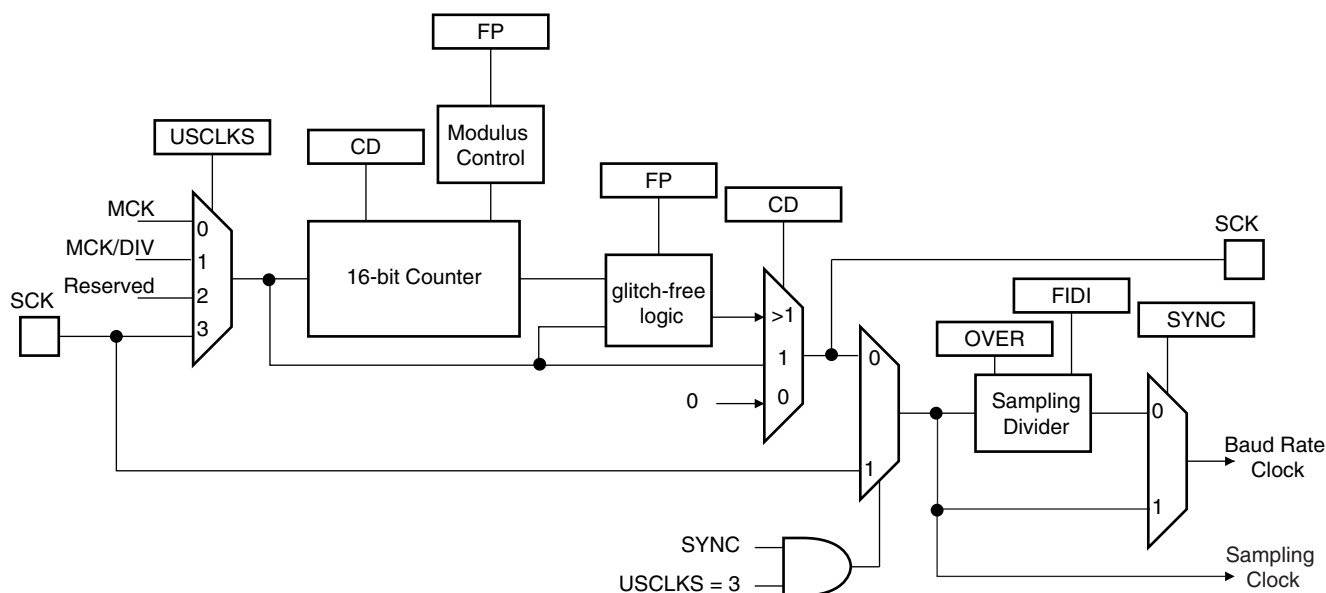 FP
USCLKS
CD
Modulus
Control
FP
CD
MCK
MCK/DIV
Reserved
SCK
0
1
2
3
16-bit Counter
glitch-free
logic
>1
1
0
0
SCK
FIDI
OVER
SYNC
0
1
Sampling
Divider
0
1
Baud Rate
Clock
SYNC
USCLKS = 3
Sampling
Clock